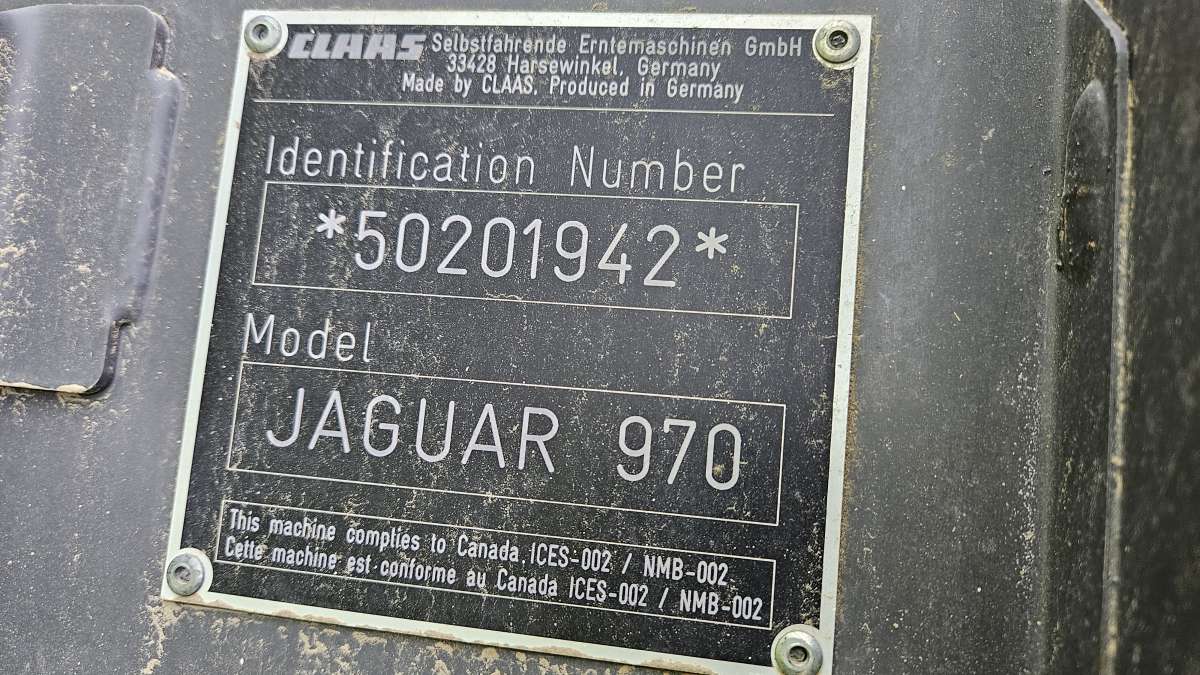 CLAAS Selbstfahrende Erntemaschinen GmbH
33428 Harsewinkel, Germany
Made by CLAAS, Produced in Germany
Identification Number
*50201942*
Model
JAGUAR 970
This machine complies to Canada ICES-002 / NMB-002
Cette machine est conforme au Canada ICES-002 / NMB-002